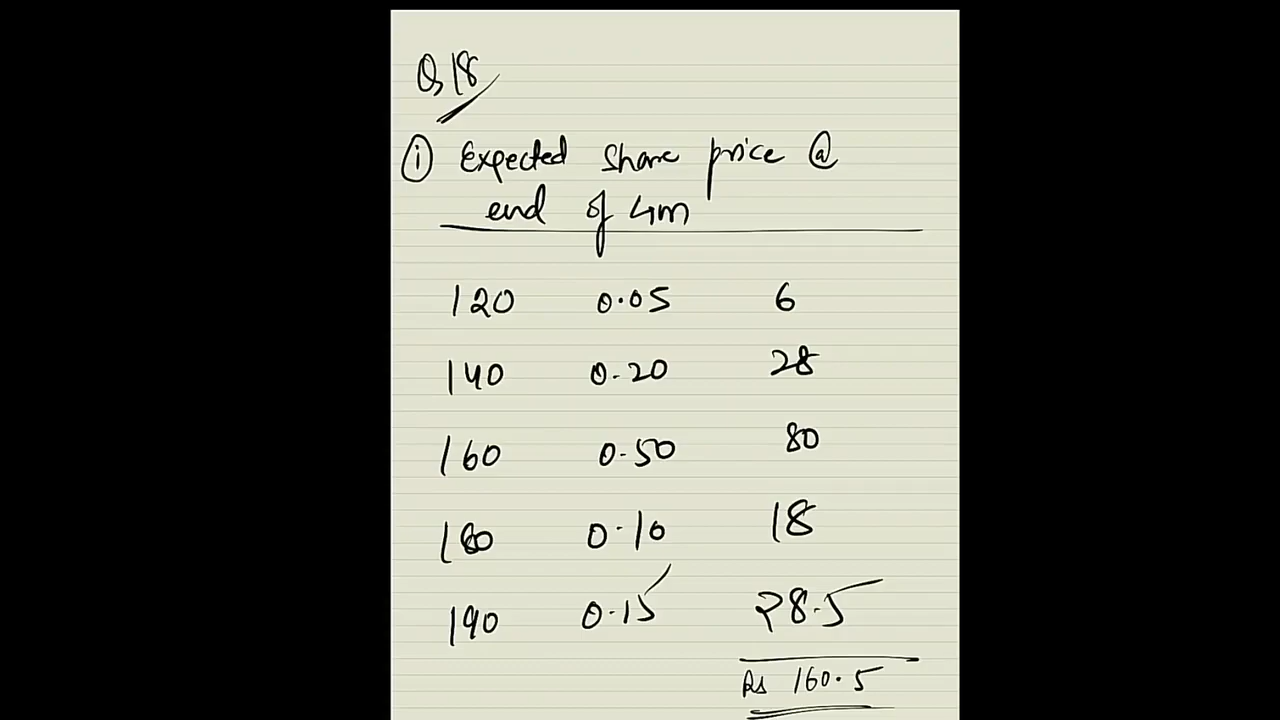 Q18
① Expected share price @
end of 4m
120 0.05 6
140 0.20 28
160 0.50 80
180 0.10 18
190 0.15 28.5
Rs 160.5